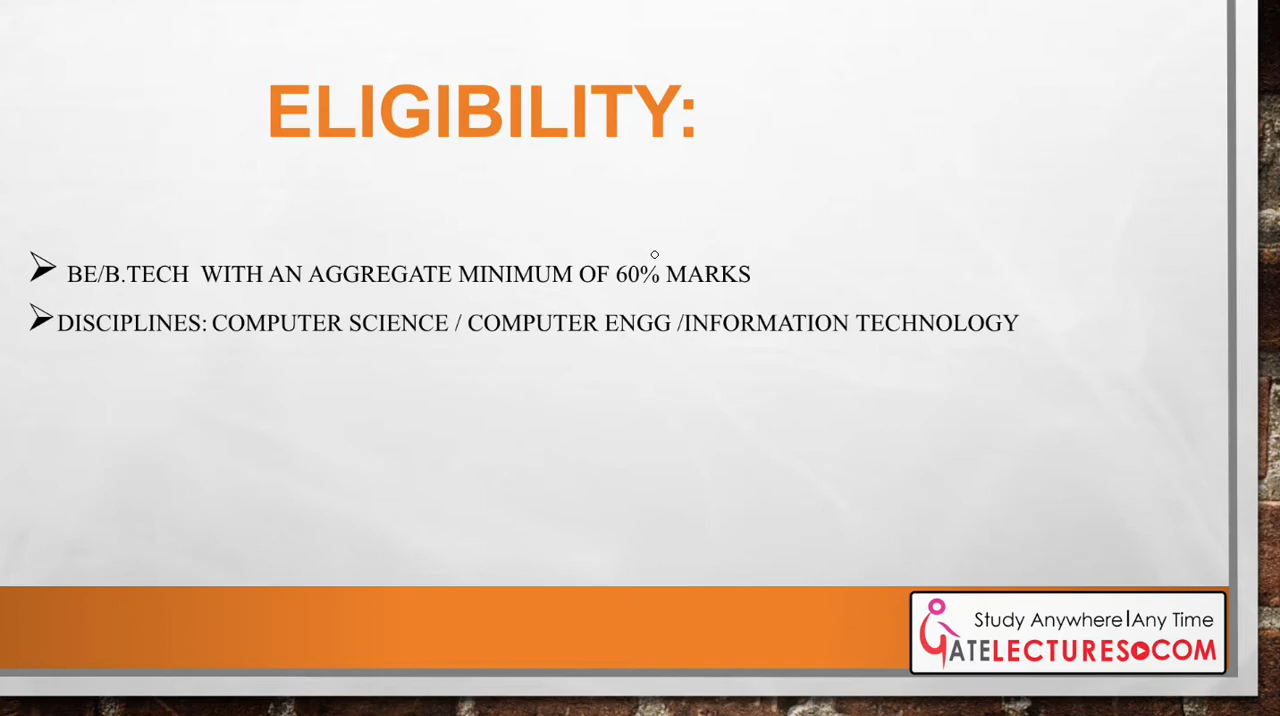 ELIGIBILITY:
BE/B.TECH WITH AN AGGREGATE MINIMUM OF 60% MARKS
DISCIPLINES: COMPUTER SCIENCE / COMPUTER ENGG /INFORMATION TECHNOLOGY
Study Anywhere|Any Time
GATELECTURES.COM